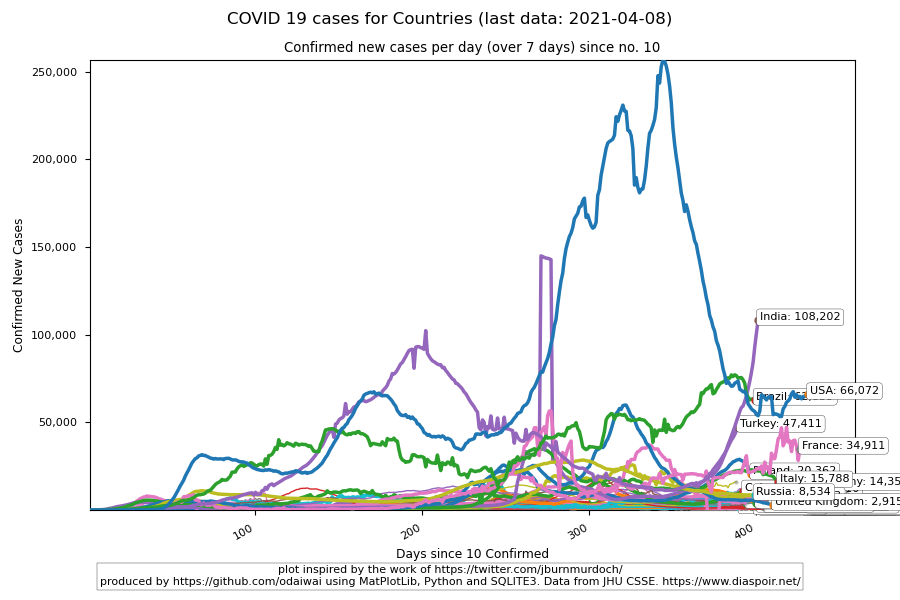 COVID 19 cases for Countries (last data: 2021-04-08)
Confirmed new cases per day (over 7 days) since no. 10
250,000
200,000
150,000
100,000
50,000
Confirmed New Cases
India: 108,202
USA: 66,072
Brazil:
Turkey: 47,411
France: 34,911
20,362
Italy: 15,788
14,35
Russia: 8,534
United Kingdom: 2,915
100
200
300
400
Days since 10 Confirmed
plot inspired by the work of https://twitter.com/jburnmurdoch/
produced by https://github.com/odaiwai using MatPlotLib, Python and SQLITE3. Data from JHU CSSE. https://www.diaspoir.net/